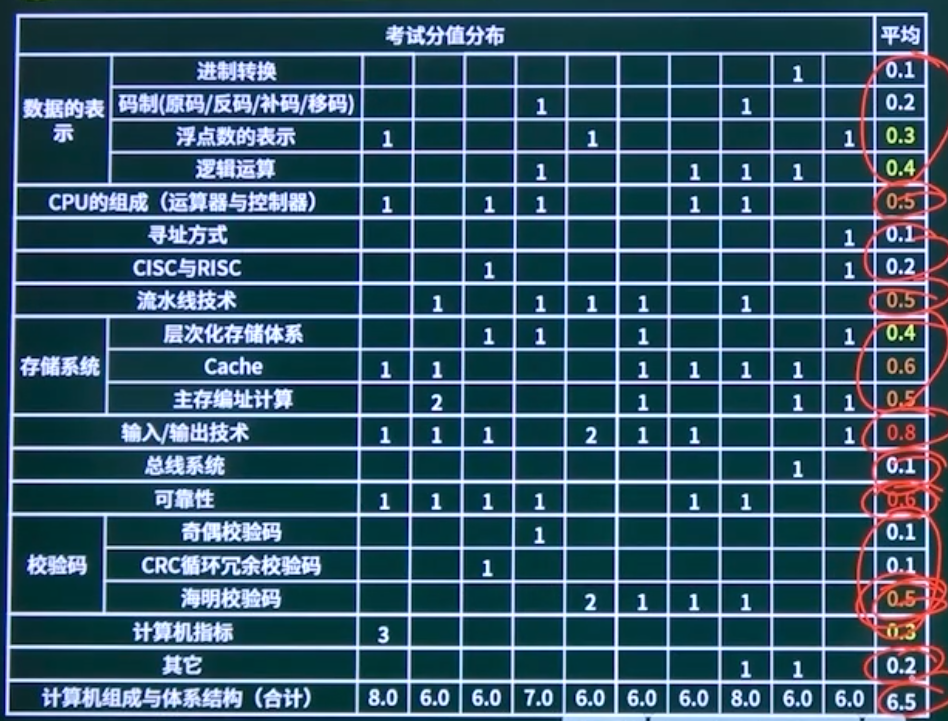 考试分值分布 平均
数据的表示 进制转换 1 0.1
码制(原码/反码/补码/移码) 1 1 0.2
浮点数的表示 1 1 1 0.3
逻辑运算 1 1 1 1 0.4
CPU的组成（运算器与控制器） 1 1 1 1 1 0.5
寻址方式 1 0.1
CISC与RISC 1 1 0.2
流水线技术 1 1 1 1 1 0.5
存储系统 层次化存储体系 1 1 1 1 0.4
Cache 1 1 1 1 1 1 0.6
主存编址计算 2 1 1 1 0.5
输入/输出技术 1 1 1 2 1 1 1 0.8
总线系统 1 0.1
可靠性 1 1 1 1 1 1 0.6
校验码 奇偶校验码 1 0.1
CRC循环冗余校验码 1 0.1
海明校验码 2 1 1 1 0.5
计算机指标 3 0.3
其它 1 1 0.2
计算机组成与体系结构（合计） 8.0 6.0 6.0 7.0 6.0 6.0 6.0 8.0 6.0 6.0 6.5